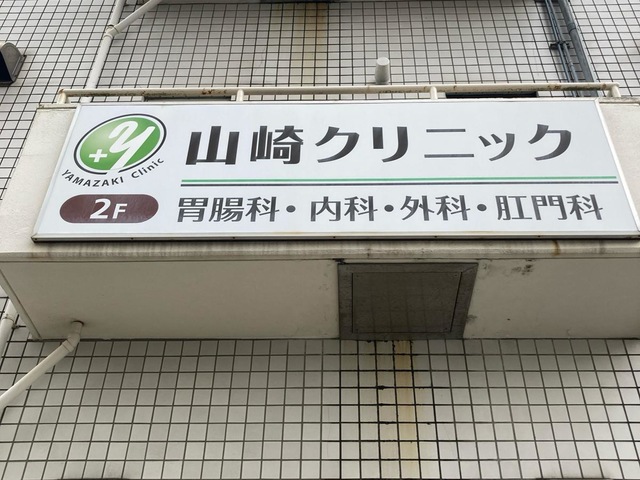 山崎クリニック
+Y
YAMAZAKI Clinic
2F
胃腸科・内科・外科・肛門科